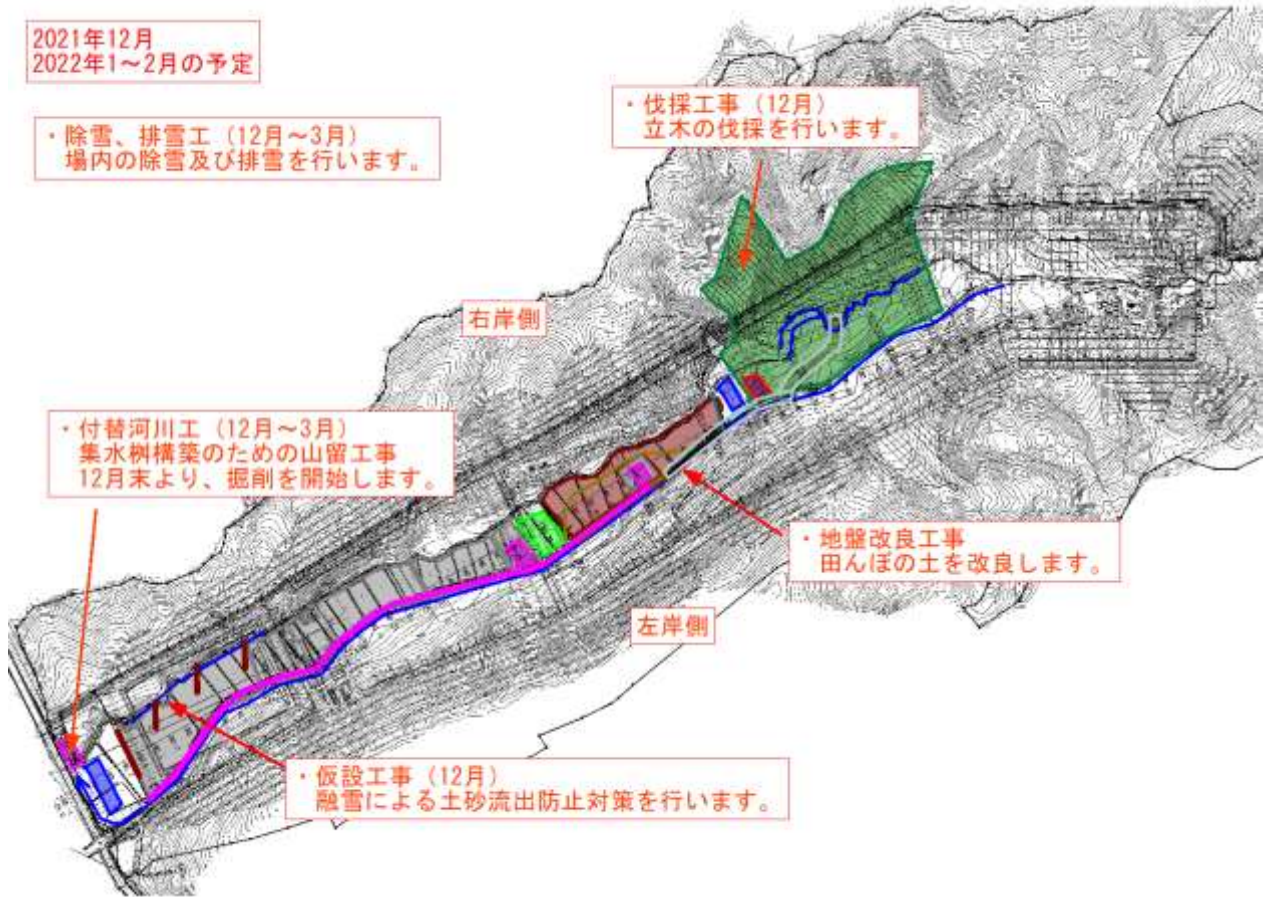 2021年12月
2022年1～2月の予定
・除雪、排雪工（12月～3月）
場内の除雪及び排雪を行います。
・伐採工事（12月）
立木の伐採を行います。
右岸側
・付替河川工（12月～3月）
集水桝構築のための山留工事
12月末より、掘削を開始します。
・地盤改良工事
田んぼの土を改良します。
左岸側
・仮設工事（12月）
融雪による土砂流出防止対策を行います。